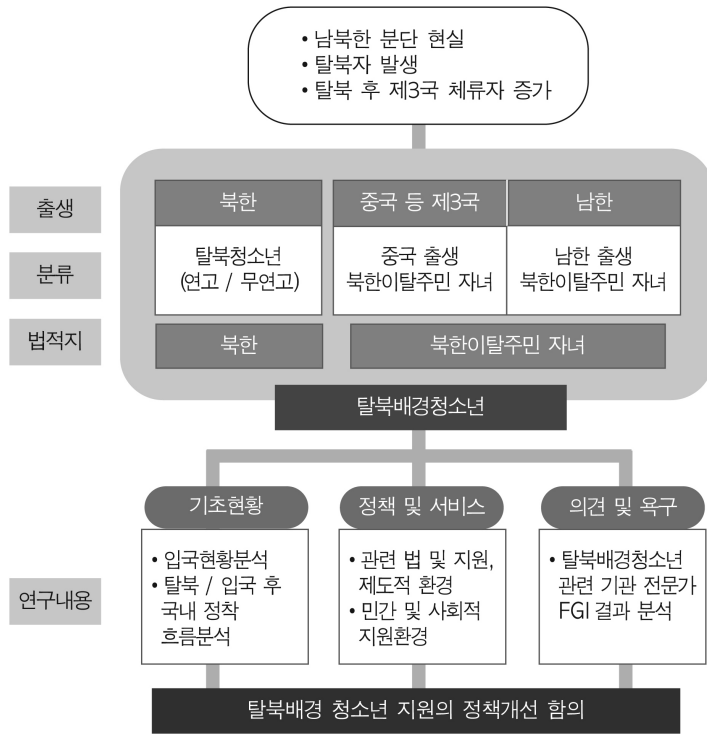 • 남북한 분단 현실
• 탈북자 발생
• 탈북 후 제3국 체류자 증가
출생
북한
중국 등 제3국
남한
분류
탈북청소년
(연고 / 무연고)
중국 출생
북한이탈주민 자녀
남한 출생
북한이탈주민 자녀
법적지
북한
북한이탈주민 자녀
탈북배경청소년
기초현황
정책 및 서비스
의견 및 욕구
연구내용
• 입국현황분석
• 탈북 / 입국 후
국내 정착
흐름분석
• 관련 법 및 지원,
제도적 환경
• 민간 및 사회적
지원환경
• 탈북배경청소년
관련 기관 전문가
FGI 결과 분석
탈북배경 청소년 지원의 정책개선 함의